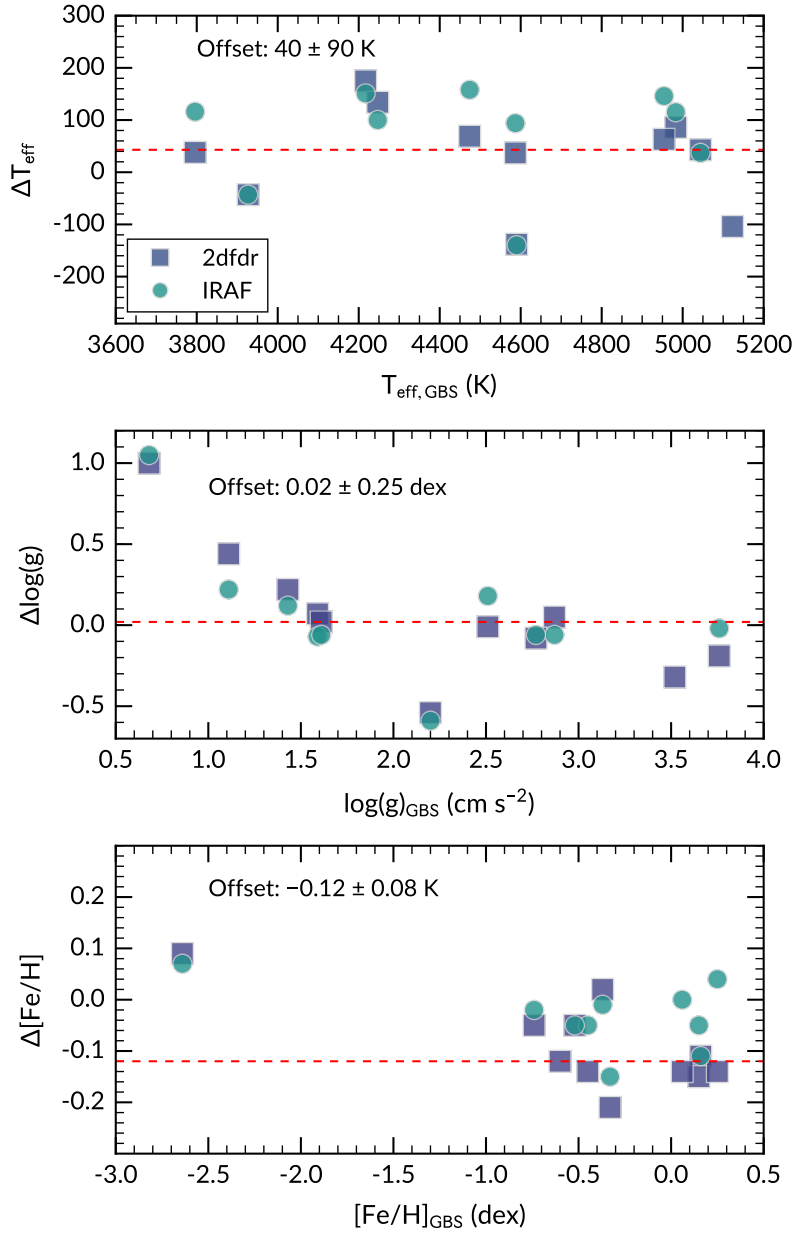 300
200
100
0
-100
-200
ΔT_eff
Offset: 40 ± 90 K
2dfdr
IRAF
3600 3800 4000 4200 4400 4600 4800 5000 5200
T_eff, GBS (K)
1.0
0.5
0.0
-0.5
Δlog(g)
Offset: 0.02 ± 0.25 dex
0.5 1.0 1.5 2.0 2.5 3.0 3.5 4.0
log(g)_GBS (cm s⁻²)
0.2
0.1
0.0
-0.1
-0.2
Δ[Fe/H]
Offset: −0.12 ± 0.08 K
-3.0 -2.5 -2.0 -1.5 -1.0 -0.5 0.0 0.5
[Fe/H]_GBS (dex)